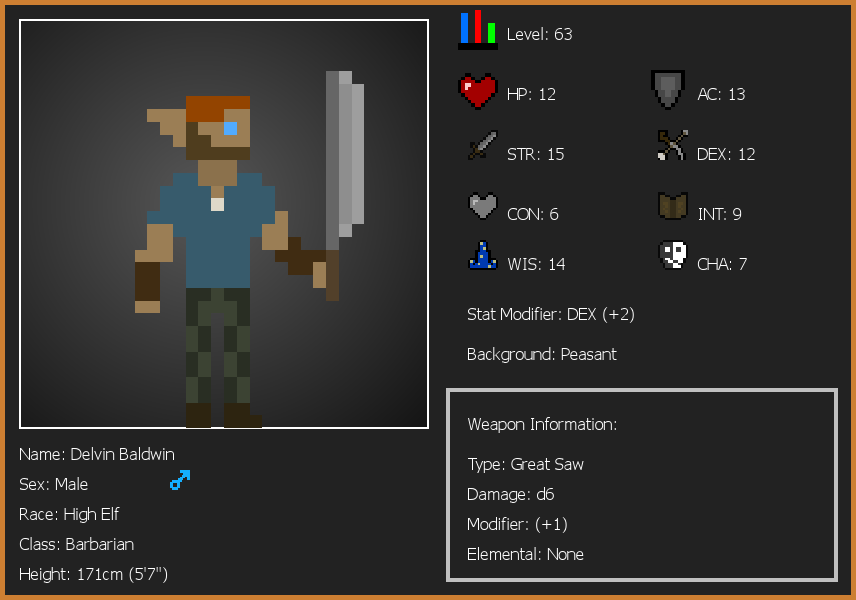 Level: 63
HP: 12
AC: 13
STR: 15
DEX: 12
CON: 6
INT: 9
WIS: 14
CHA: 7
Stat Modifier: DEX (+2)
Background: Peasant
Weapon Information:
Type: Great Saw
Damage: d6
Modifier: (+1)
Elemental: None
Name: Delvin Baldwin
Sex: Male
Race: High Elf
Class: Barbarian
Height: 171cm (5'7")